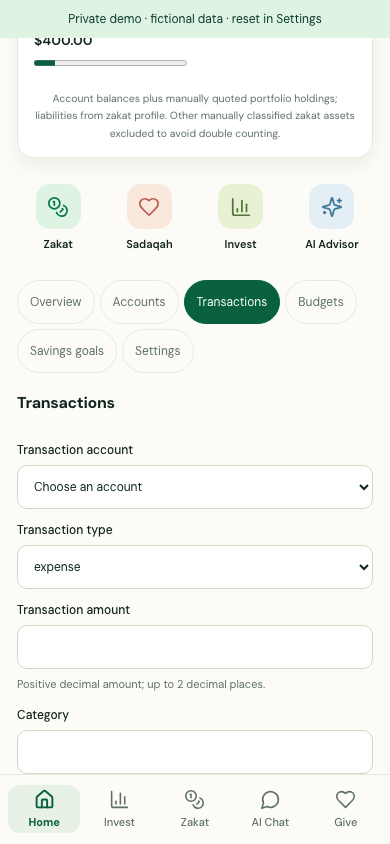 Private demo · fictional data · reset in Settings
$400.00
Account balances plus manually quoted portfolio holdings;
liabilities from zakat profile. Other manually classified zakat assets
excluded to avoid double counting.
Zakat
Sadaqah
Invest
AI Advisor
Overview
Accounts
Transactions
Budgets
Savings goals
Settings
Transactions
Transaction account
Choose an account
Transaction type
expense
Transaction amount
Positive decimal amount; up to 2 decimal places.
Category
Home
Invest
Zakat
AI Chat
Give